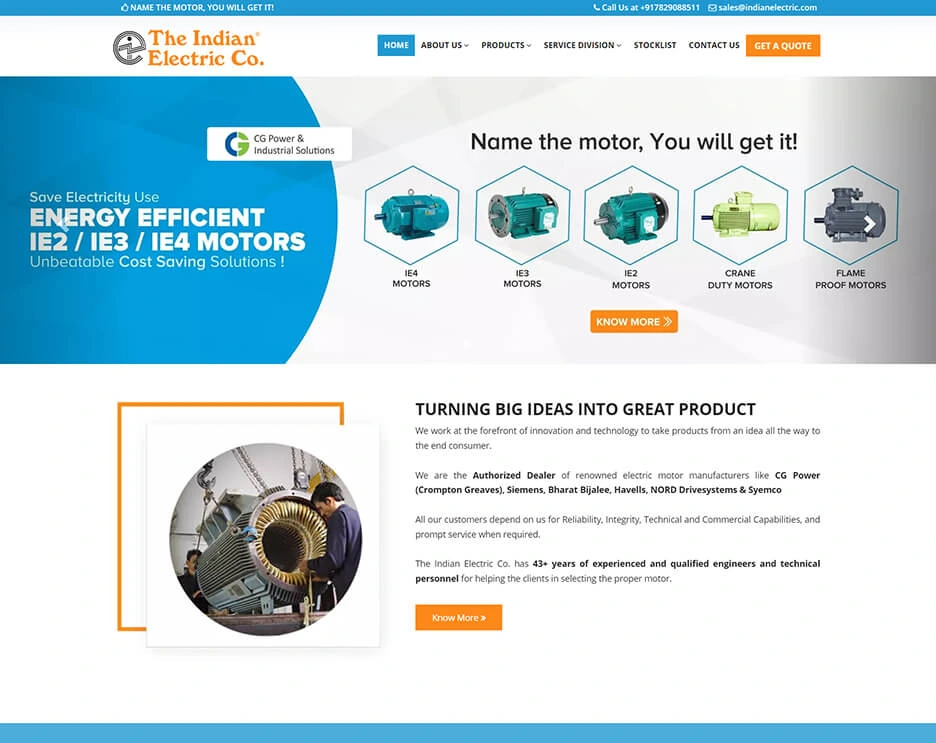 NAME THE MOTOR, YOU WILL GET IT!
Call Us at +917829088511
sales@indianelectric.com
The Indian®
Electric Co.
HOME
ABOUT US
PRODUCTS
SERVICE DIVISION
STOCKLIST
CONTACT US
GET A QUOTE
CG Power &
Industrial Solutions
Save Electricity Use
ENERGY EFFICIENT
IE2 / IE3 / IE4 MOTORS
Unbeatable Cost Saving Solutions !
Name the motor, You will get it!
IE4
MOTORS
IE3
MOTORS
IE2
MOTORS
CRANE
DUTY MOTORS
FLAME
PROOF MOTORS
KNOW MORE
TURNING BIG IDEAS INTO GREAT PRODUCT
We work at the forefront of innovation and technology to take products from an idea all the way to
the end consumer.
We are the Authorized Dealer of renowned electric motor manufacturers like CG Power
(Crompton Greaves), Siemens, Bharat Bijalee, Havells, NORD Drivesystems & Syemco
All our customers depend on us for Reliability, Integrity, Technical and Commercial Capabilities, and
prompt service when required.
The Indian Electric Co. has 43+ years of experienced and qualified engineers and technical
personnel for helping the clients in selecting the proper motor.
Know More »